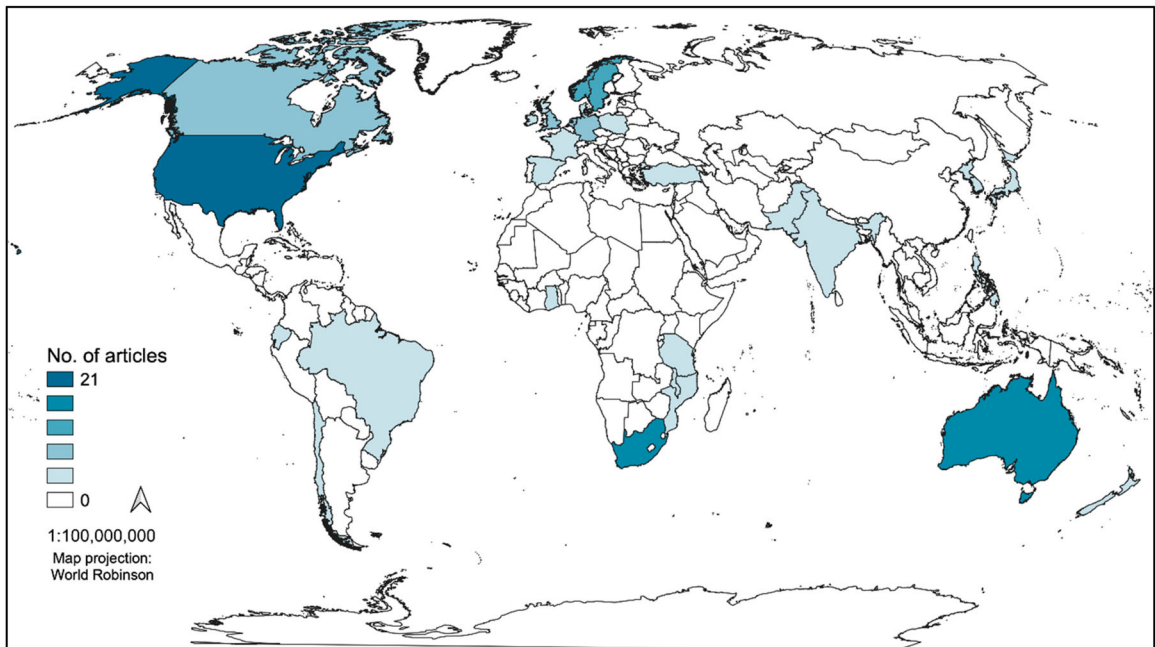 No. of articles
21
0
1:100,000,000
Map projection:
World Robinson